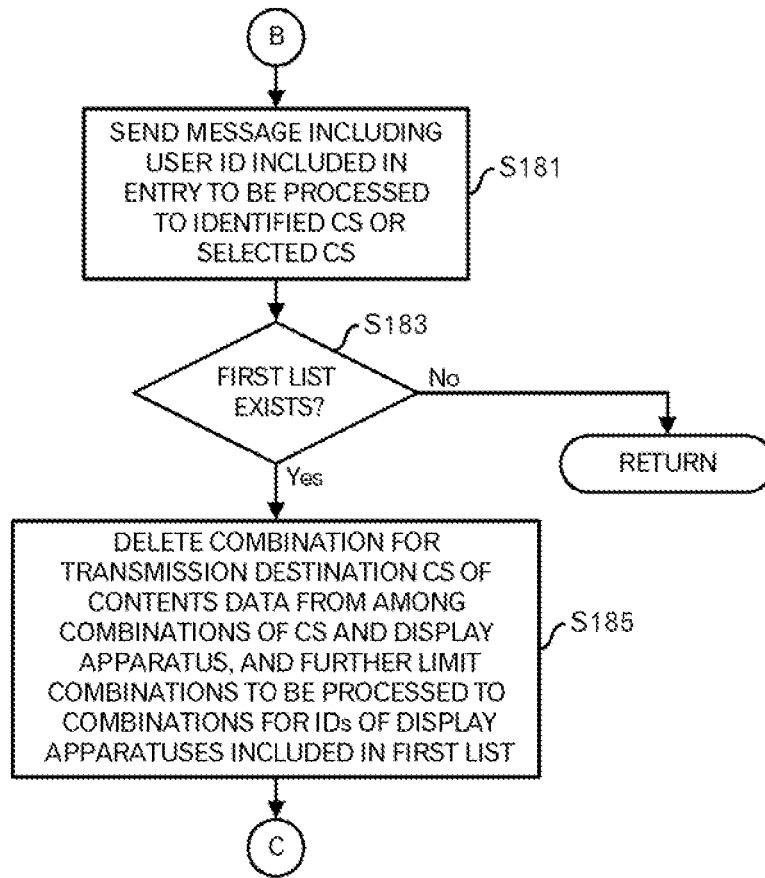 B
SEND MESSAGE INCLUDING
USER ID INCLUDED IN
ENTRY TO BE PROCESSED
TO IDENTIFIED CS OR
SELECTED CS
S181
S183
FIRST LIST
EXISTS?
No
RETURN
Yes
DELETE COMBINATION FOR
TRANSMISSION DESTINATION CS OF
CONTENTS DATA FROM AMONG
COMBINATIONS OF CS AND DISPLAY
APPARATUS, AND FURTHER LIMIT
COMBINATIONS TO BE PROCESSED TO
COMBINATIONS FOR IDs OF DISPLAY
APPARATUSES INCLUDED IN FIRST LIST
S185
C